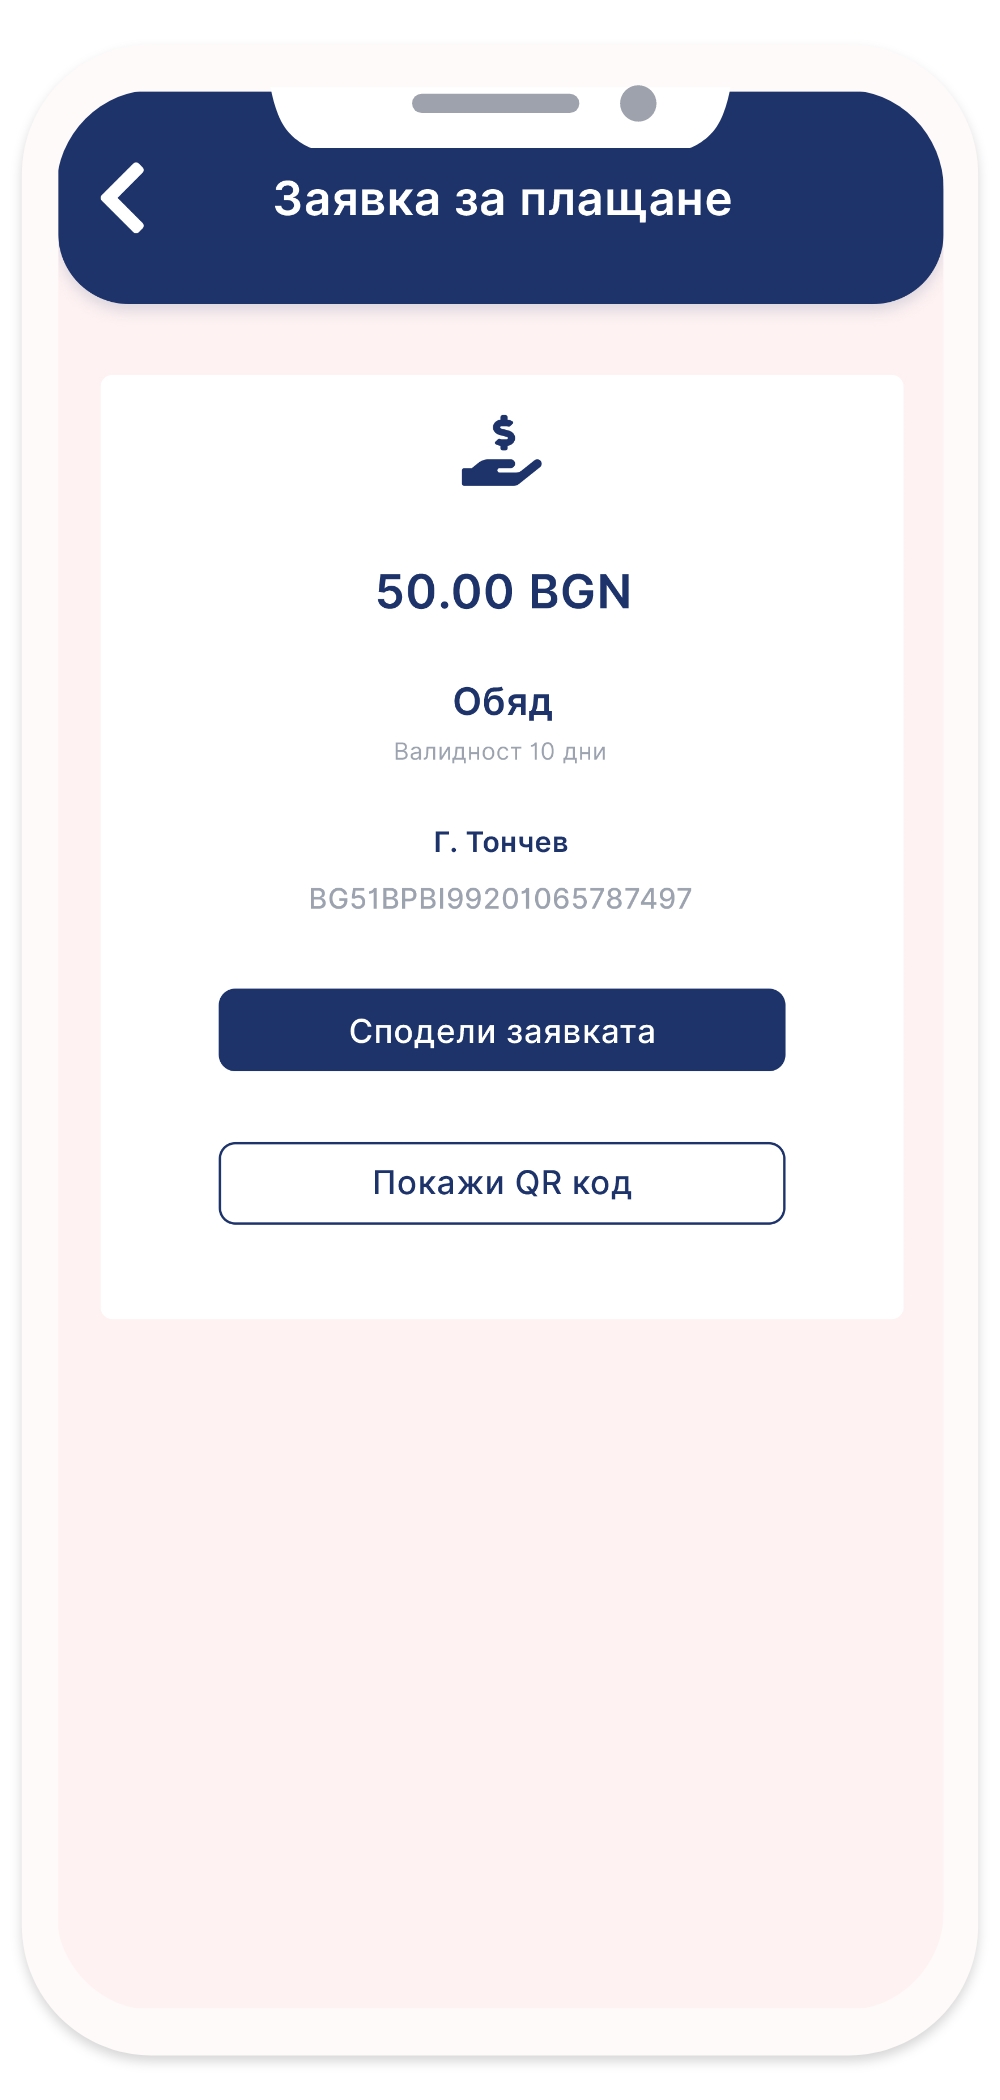 Заявка за плащане
$
50.00 BGN
Обяд
Валидност 10 дни
Г. Тончев
BG51BPBI99201065787497
Сподели заявката
Покажи QR код